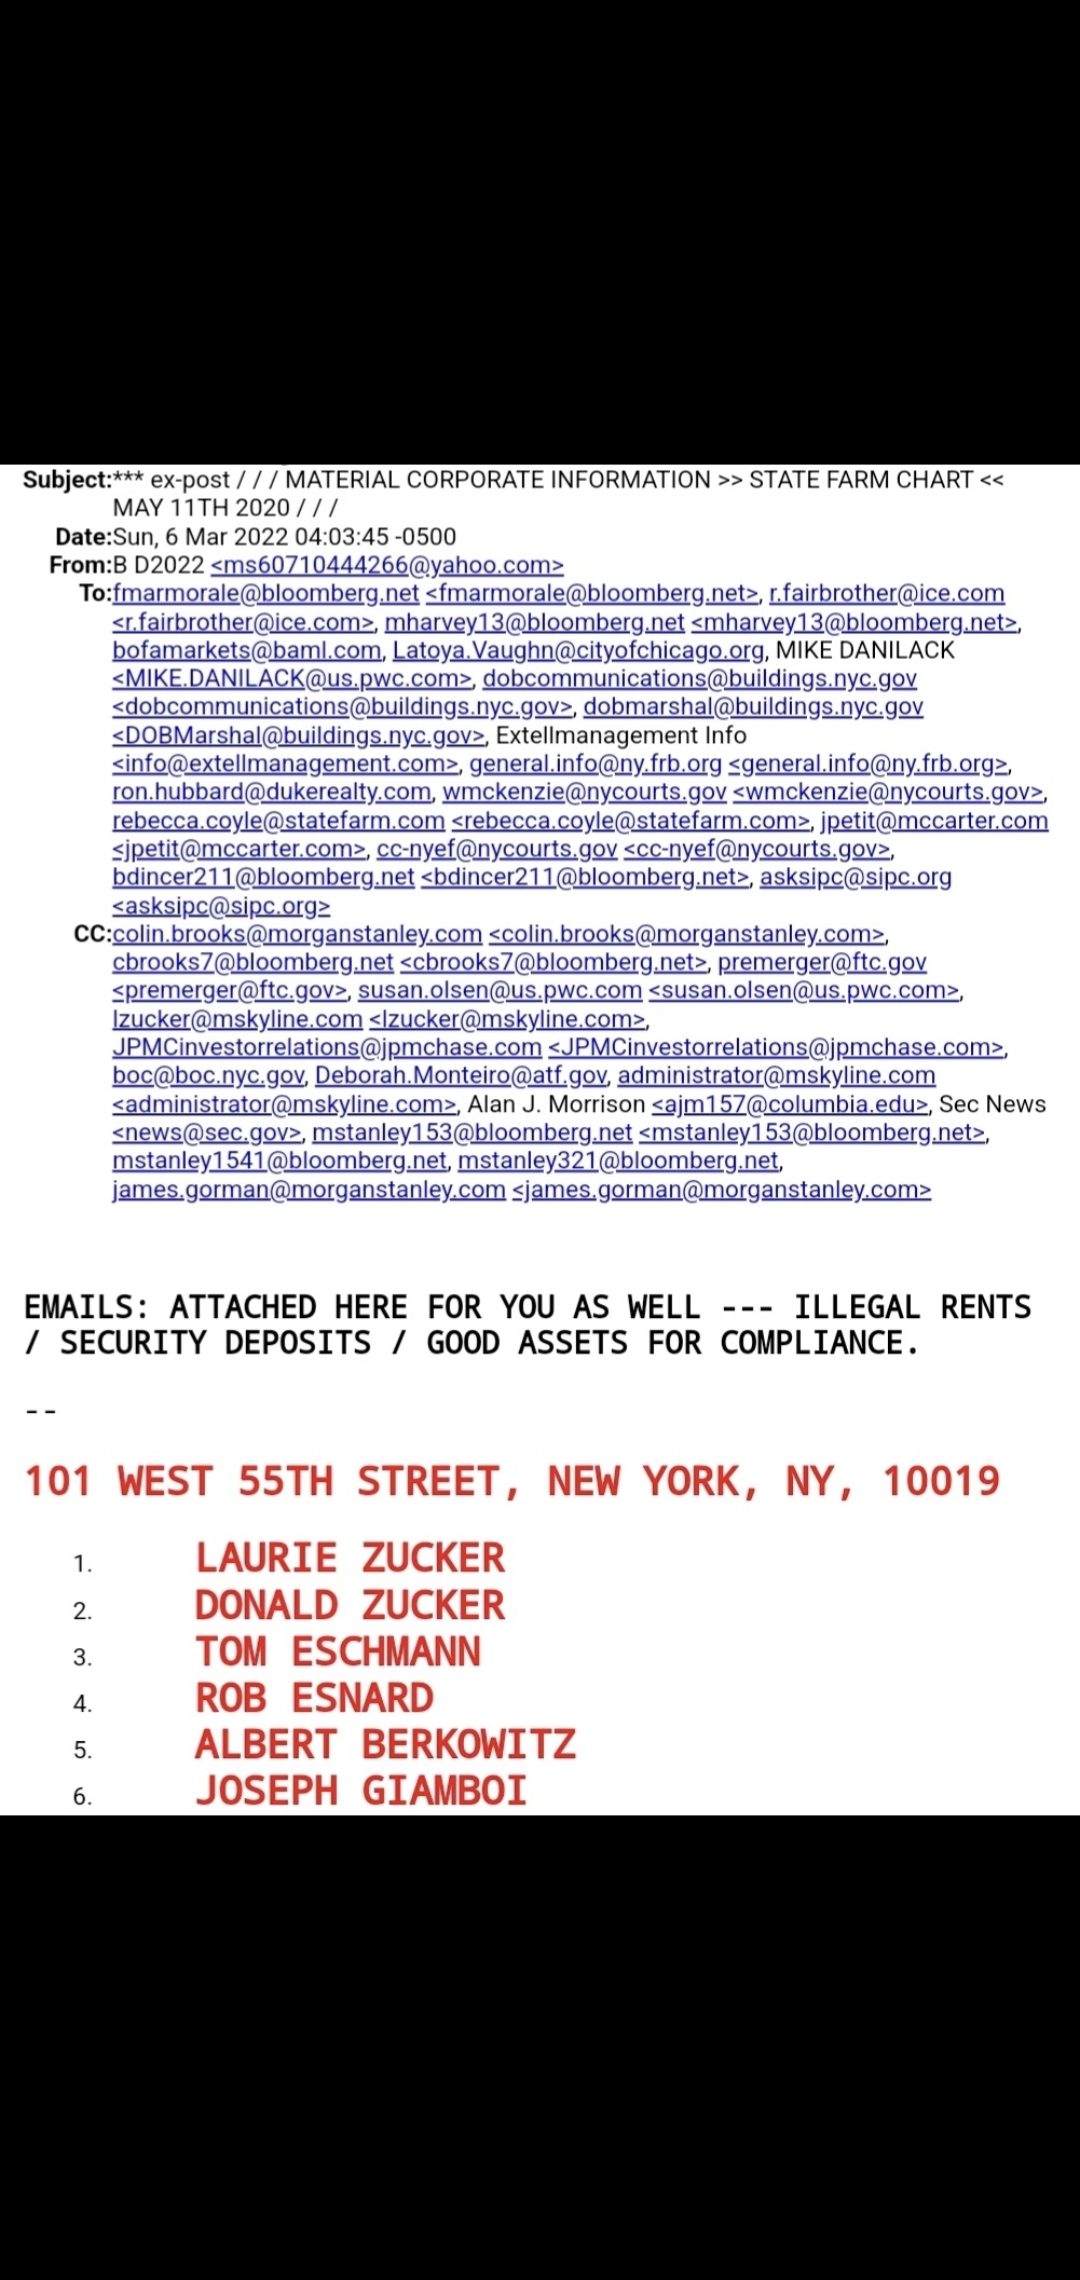 Subject:*** ex-post / / / MATERIAL CORPORATE INFORMATION >> STATE FARM CHART <<
MAY 11TH 2020 / / /
Date:Sun, 6 Mar 2022 04:03:45 -0500
From:B D2022 <ms60710444266@yahoo.com>
To:fmarmorale@bloomberg.net <fmarmorale@bloomberg.net>, r.fairbrother@ice.com
<r.fairbrother@ice.com>, mharvey13@bloomberg.net <mharvey13@bloomberg.net>,
bofamarkets@baml.com, Latoya.Vaughn@cityofchicago.org, MIKE DANILACK
<MIKE.DANILACK@us.pwc.com>, dobcommunications@buildings.nyc.gov
<dobcommunications@buildings.nyc.gov>, dobmarshal@buildings.nyc.gov
<DOBMarshal@buildings.nyc.gov>, Extellmanagement Info
<info@extellmanagement.com>, general.info@ny.frb.org <general.info@ny.frb.org>,
ron.hubbard@dukerealty.com, wmckenzie@nycourts.gov <wmckenzie@nycourts.gov>,
rebecca.coyle@statefarm.com <rebecca.coyle@statefarm.com>, jpetit@mccarter.com
<jpetit@mccarter.com>, cc-nyef@nycourts.gov <cc-nyef@nycourts.gov>,
bdincer211@bloomberg.net <bdincer211@bloomberg.net>, asksipc@sipc.org
<asksipc@sipc.org>
CC:colin.brooks@morganstanley.com <colin.brooks@morganstanley.com>,
cbrooks7@bloomberg.net <cbrooks7@bloomberg.net>, premerger@ftc.gov
<premerger@ftc.gov>, susan.olsen@us.pwc.com <susan.olsen@us.pwc.com>,
lzucker@mskyline.com <lzucker@mskyline.com>,
JPMCinvestorrelations@jpmchase.com <JPMCinvestorrelations@jpmchase.com>,
boc@boc.nyc.gov, Deborah.Monteiro@atf.gov, administrator@mskyline.com
<administrator@mskyline.com>, Alan J. Morrison <ajm157@columbia.edu>, Sec News
<news@sec.gov>, mstanley153@bloomberg.net <mstanley153@bloomberg.net>,
mstanley1541@bloomberg.net, mstanley321@bloomberg.net,
james.gorman@morganstanley.com <james.gorman@morganstanley.com>
EMAILS: ATTACHED HERE FOR YOU AS WELL --- ILLEGAL RENTS
/ SECURITY DEPOSITS / GOOD ASSETS FOR COMPLIANCE.
--
101 WEST 55TH STREET, NEW YORK, NY, 10019
1. LAURIE ZUCKER
2. DONALD ZUCKER
3. TOM ESCHMANN
4. ROB ESNARD
5. ALBERT BERKOWITZ
6. JOSEPH GIAMBOI